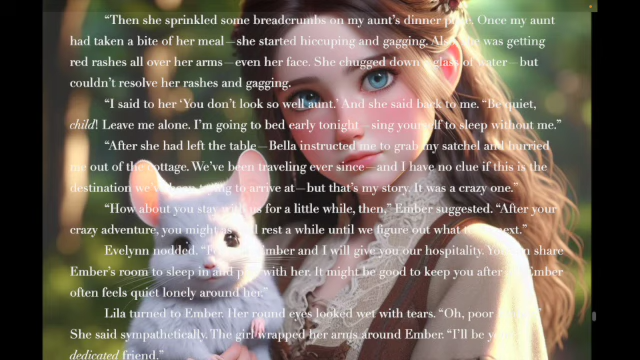 “Then she sprinkled some breadcrumbs on my aunt’s dinner Once my aunt
had taken a bite of her meal—she started hiccuping and gagging. she was getting
red rashes all over her arms—even her face. She chugged down a glass of water—but
couldn’t resolve her rashes and gagging.
“I said to her ‘You don’t look so well aunt.’ And she said back to me. “Be quiet,
child! Leave me alone. I’m going to bed early tonight—sing yourself to sleep without me.”
“After she had left the table—Bella instructed me to grab my satchel and hurried
me out of the cottage. We’ve been traveling ever since—and I have no clue if this is the
destination we to arrive at—but that’s my story. It was a crazy one.”
“How about you stay with us for a little while, then,” Ember suggested. “After your
crazy adventure, you might as rest a while until we figure out what next.”
Evelynn nodded. Ember and I will give you our hospitality. You can share
Ember’s room to sleep in and with her. It might be good to keep you after Ember
often feels quiet lonely around her.”
Lila turned to Ember. Her round eyes looked wet with tears. “Oh, poor
She said sympathetically. The girl wrapped her arms around Ember. “I’ll be
dedicated friend.”